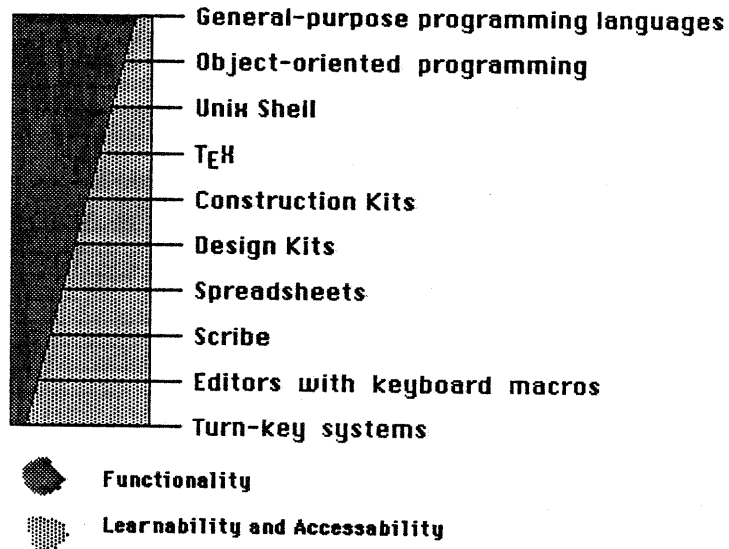 General-purpose programming languages
Object-oriented programming
Unix Shell
TEX
Construction Kits
Design Kits
Spreadsheets
Scribe
Editors with keyboard macros
Turn-key systems
Functionality
Learnability and Accessability